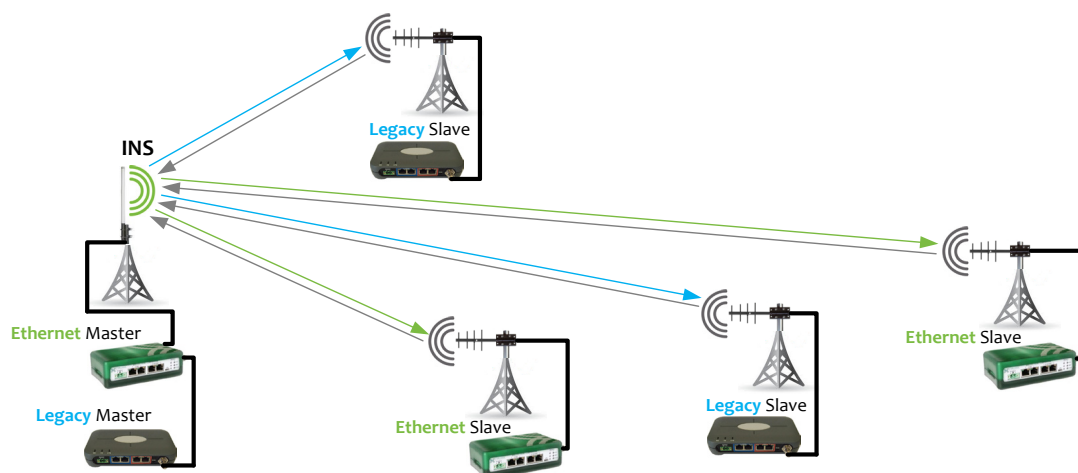 INS
Legacy Slave
Ethernet Master
Ethernet Slave
Legacy Master
Legacy Slave
Ethernet Slave